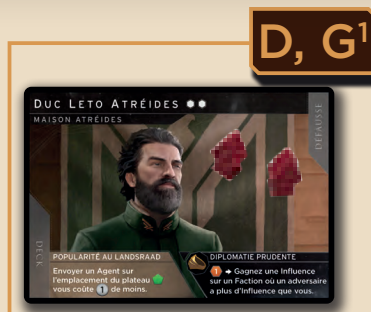 D, G¹
DUC LETO ATRÉIDES
MAISON ATRÉIDES
DÉFAUSSE
DECK
POPULARITÉ AU LANDSRAAD
Envoyer un Agent sur
l'emplacement du plateau
vous coûte 1 de moins.
DIPLOMATIE PRUDENTE
1 → Gagnez une Influence
sur un Faction où un adversaire
a plus d'Influence que vous.